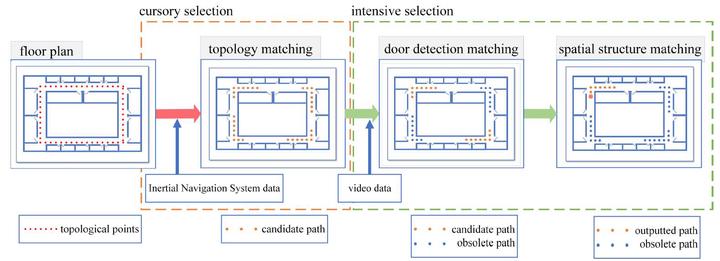 cursory selection
intensive selection
floor plan
topology matching
door detection matching
spatial structure matching
Inertial Navigation System data
video data
topological points
candidate path
candidate path
obsolete path
outputted path
obsolete path